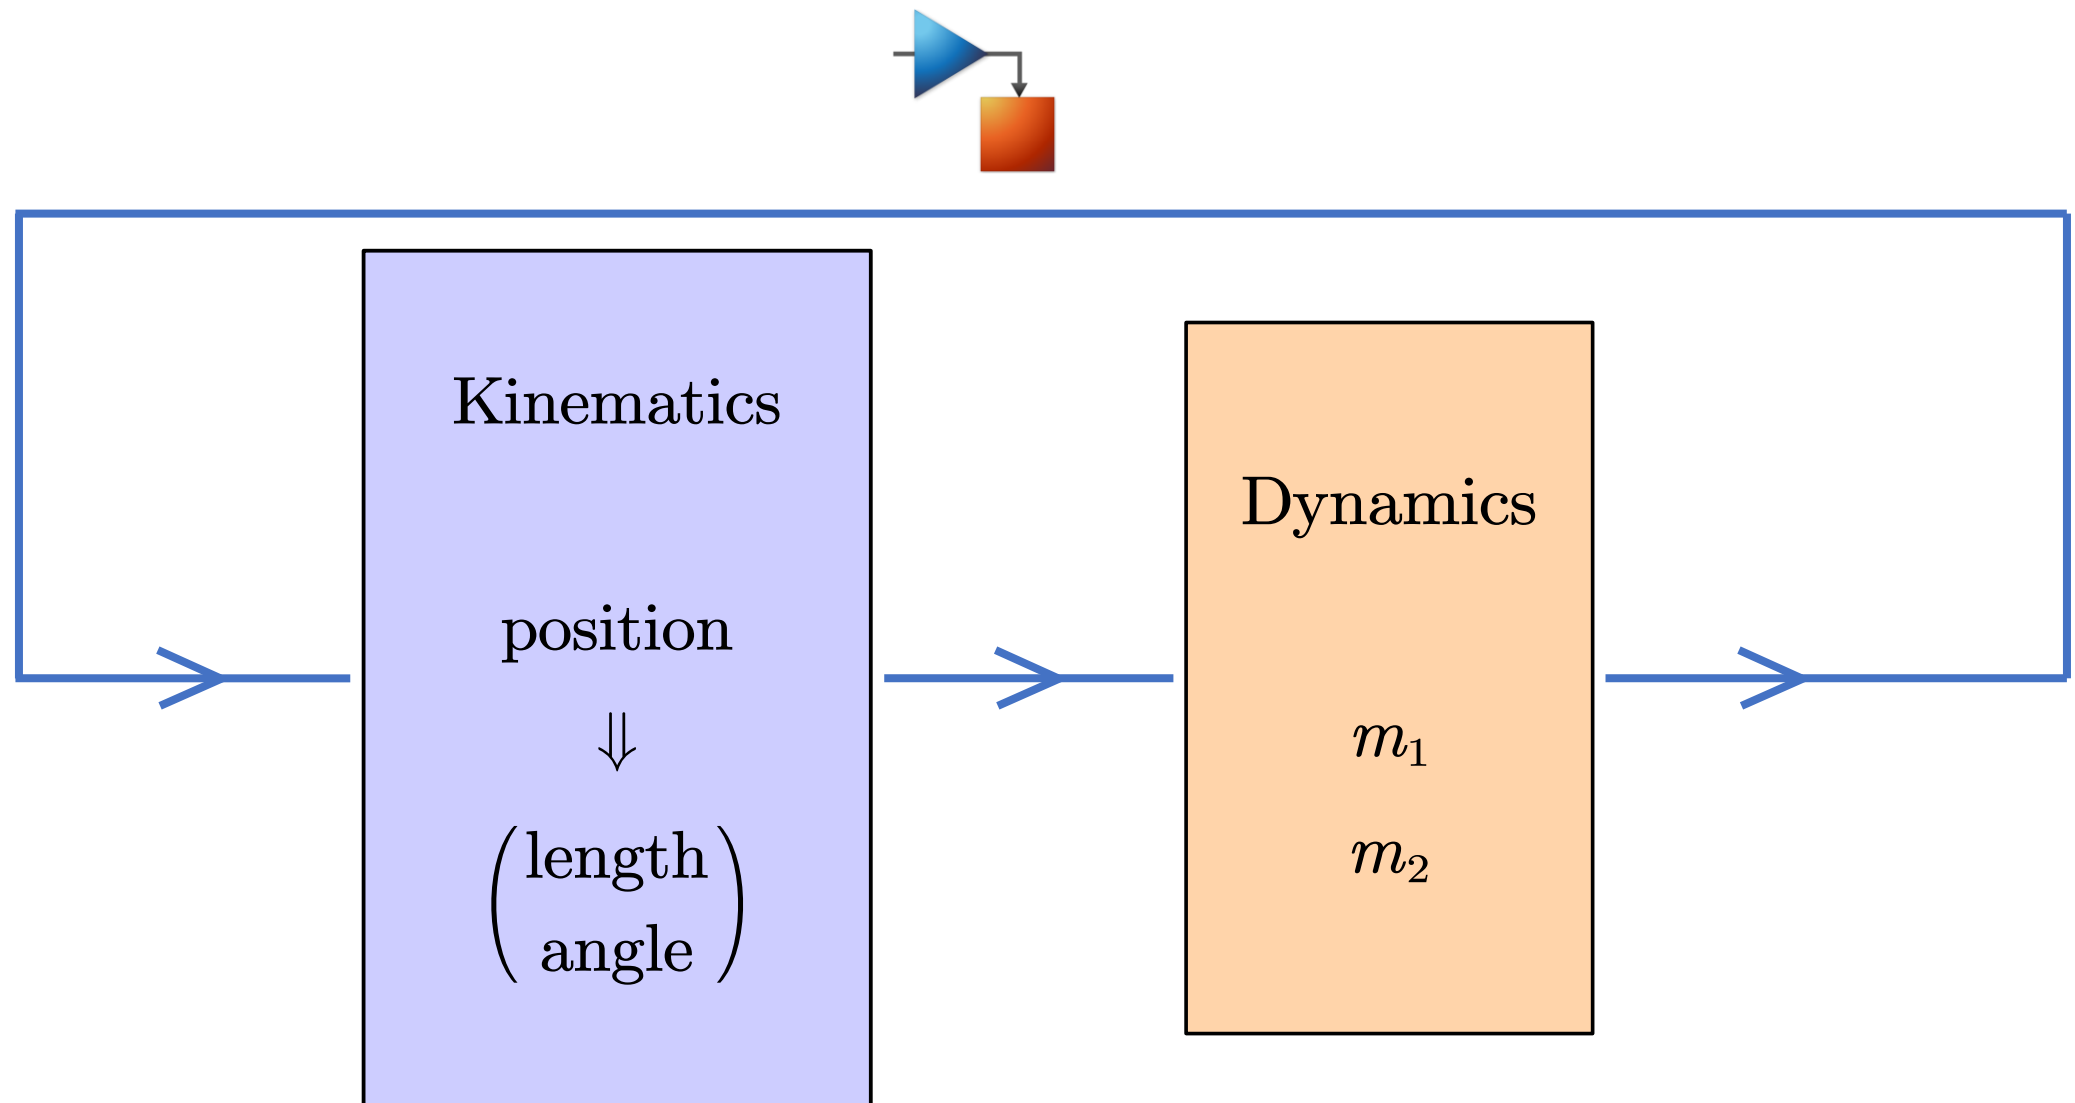 Kinematics
position
⇓
(length
angle)
Dynamics
m₁
m₂